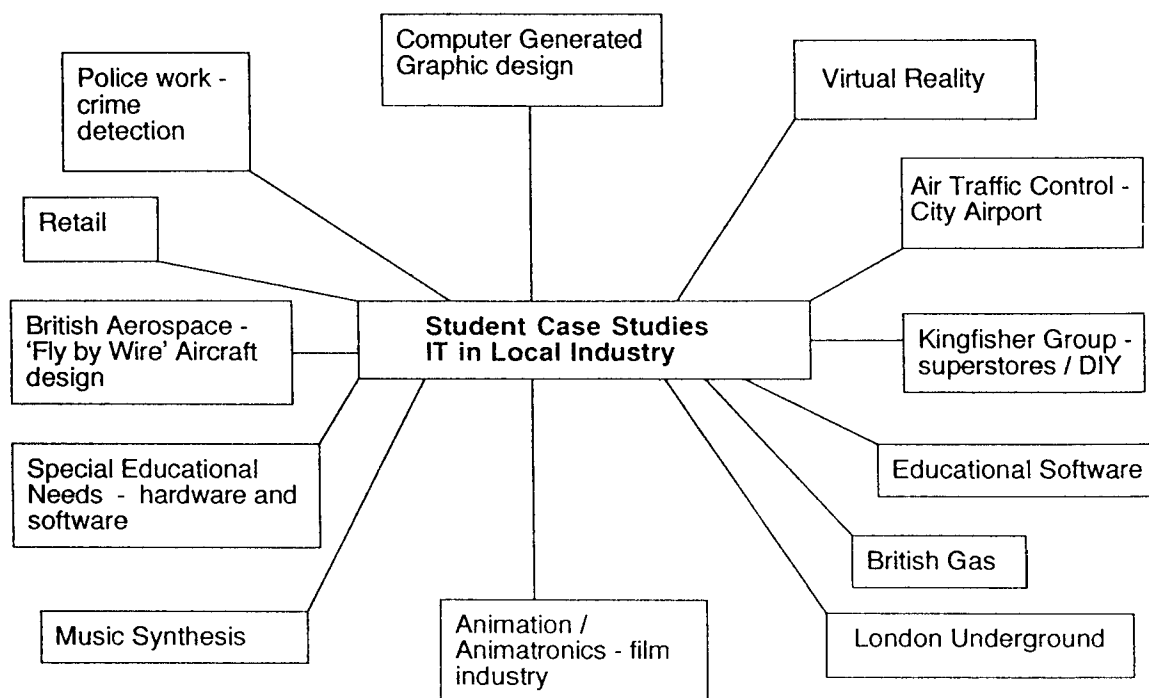 Computer Generated
Graphic design
Police work -
crime
detection
Virtual Reality
Air Traffic Control -
City Airport
Retail
Student Case Studies
IT in Local Industry
British Aerospace -
'Fly by Wire' Aircraft
design
Kingfisher Group -
superstores / DIY
Special Educational
Needs - hardware and
software
Educational Software
British Gas
Music Synthesis
Animation /
Animatronics - film
industry
London Underground